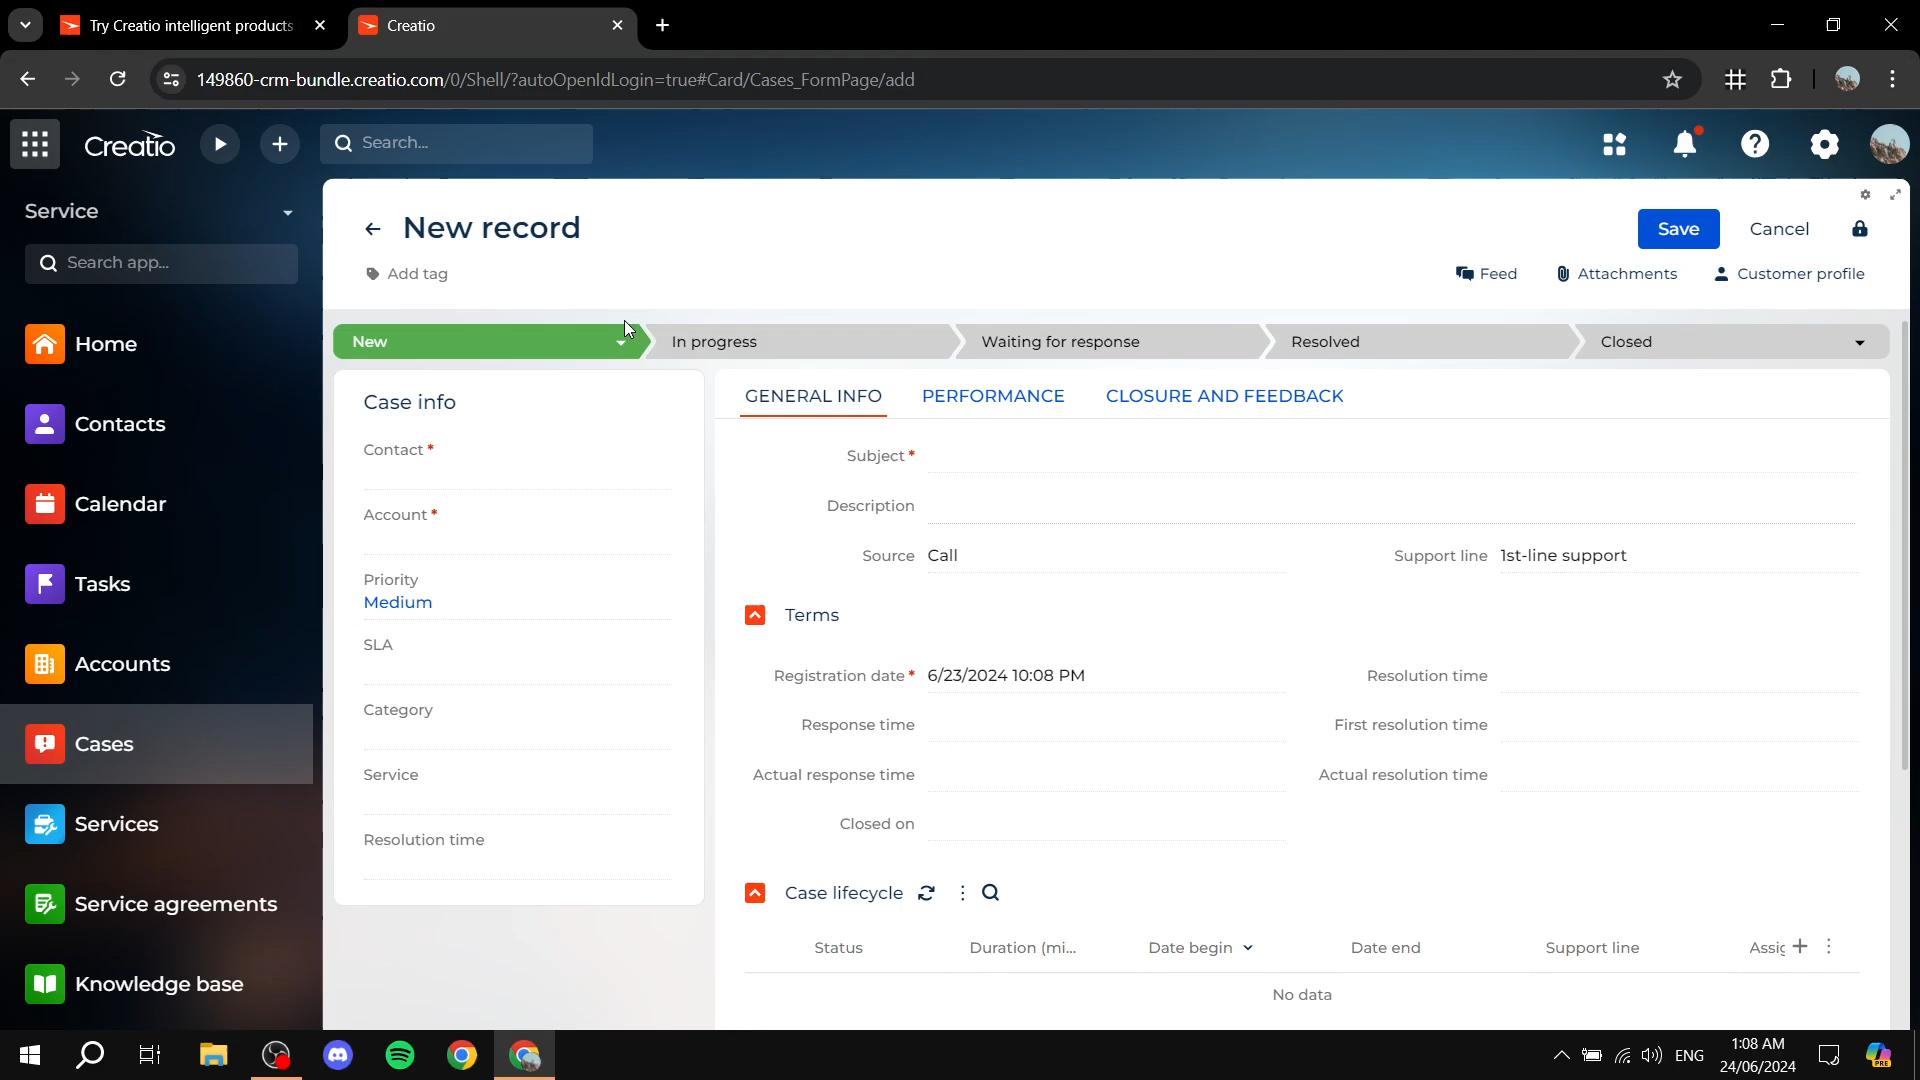 Try Creatio intelligent products
Creatio
149860-crm-bundle.creatio.com/0/Shell/?autoOpenIdLogin=true#Card/Cases_FormPage/add
Creatio
Search...
Service
Search app...
Home
Contacts
Calendar
Tasks
Accounts
Cases
Services
Service agreements
Knowledge base
New record
Save
Cancel
Add tag
Feed
Attachments
Customer profile
New
In progress
Waiting for response
Resolved
Closed
Case info
Contact*
Account*
Priority
Medium
SLA
Category
Service
Resolution time
GENERAL INFO
PERFORMANCE
CLOSURE AND FEEDBACK
Subject*
Description
Source Call
Support line 1st-line support
Terms
Registration date* 6/23/2024 10:08 PM
Resolution time
Response time
First resolution time
Actual response time
Actual resolution time
Closed on
Case lifecycle
Status
Duration (mi...
Date begin
Date end
Support line
Assig
No data
ENG
1:08 AM
24/06/2024
PRE